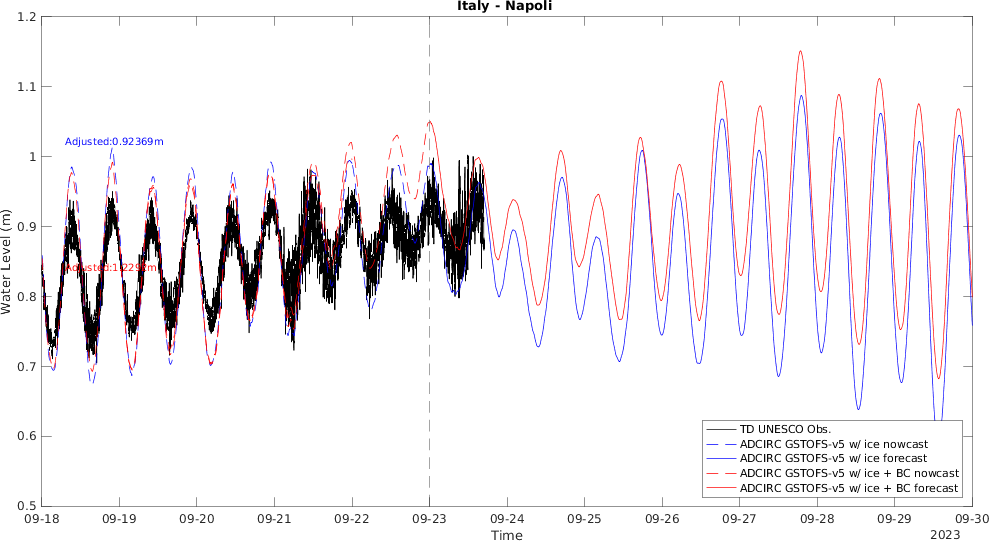 Italy - Napoli
Water Level (m)
1.2
1.1
1
0.9
0.8
0.7
0.6
0.5
Adjusted:0.92369m
09-18
09-19
09-20
09-21
09-22
09-23
09-24
09-25
09-26
09-27
09-28
09-29
09-30
Time
2023
TD UNESCO Obs.
ADCIRC GSTOFS-v5 w/ ice nowcast
ADCIRC GSTOFS-v5 w/ ice forecast
ADCIRC GSTOFS-v5 w/ ice + BC nowcast
ADCIRC GSTOFS-v5 w/ ice + BC forecast